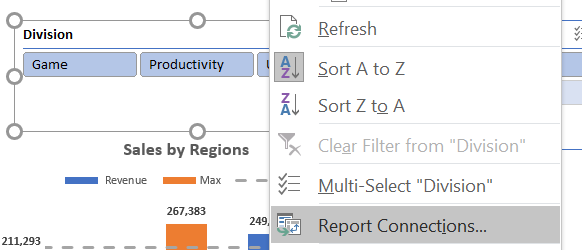 Division
Game
Productivity
Refresh
Sort A to Z
Sort Z to A
Clear Filter from "Division"
Multi-Select "Division"
Report Connections...
Sales by Regions
Revenue
Max
267,383
249,
211,293